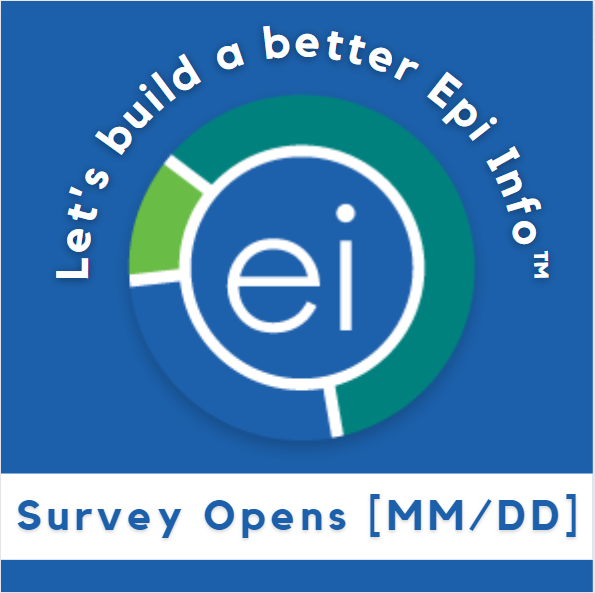 Let's build a better Epi Info™
ei
Survey Opens [MM/DD]